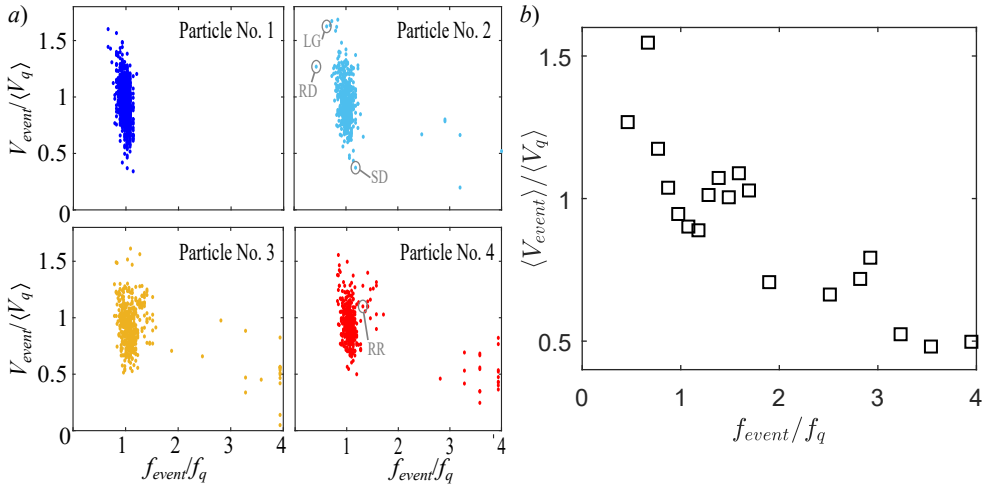 a)
Particle No. 1
1.5
1
0.5
0
V_event/⟨V_q⟩
Particle No. 2
LG
RD
SD
Particle No. 3
1.5
1
0.5
0
V_event/⟨V_q⟩
1 2 3 4
f_event/f_q
Particle No. 4
RR
1 2 3 4
f_event/f_q
b)
1.5
1
0.5
⟨V_event⟩/⟨V_q⟩
0 1 2 3 4
f_event/f_q